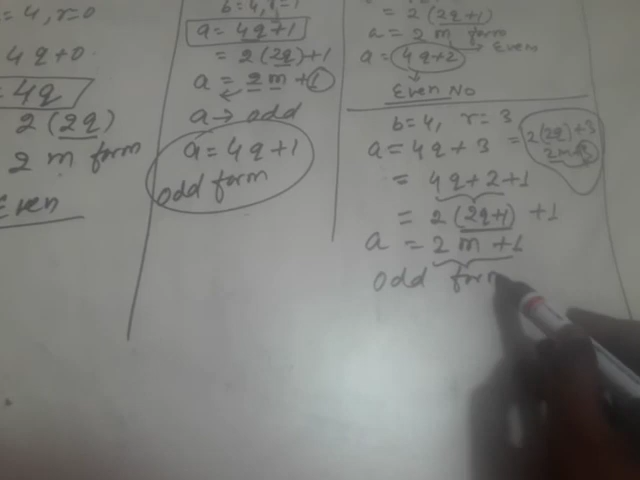 = 4, r=0
4q+0
= 4q
2(2q)
2 m form
Even
b=4, r=1
a = 4q+1
= 2(2q)+1
a = 2m+1
a → odd
a = 4q+1
odd form
= 2(2q+1)
a = 2 m form
a = 4q+2 → Even
Even No
b=4, r=3
a = 4q+3 = 2(2q)+3
= 4q+2+1
= 2(2q+1)+1
a = 2 m+1
odd form